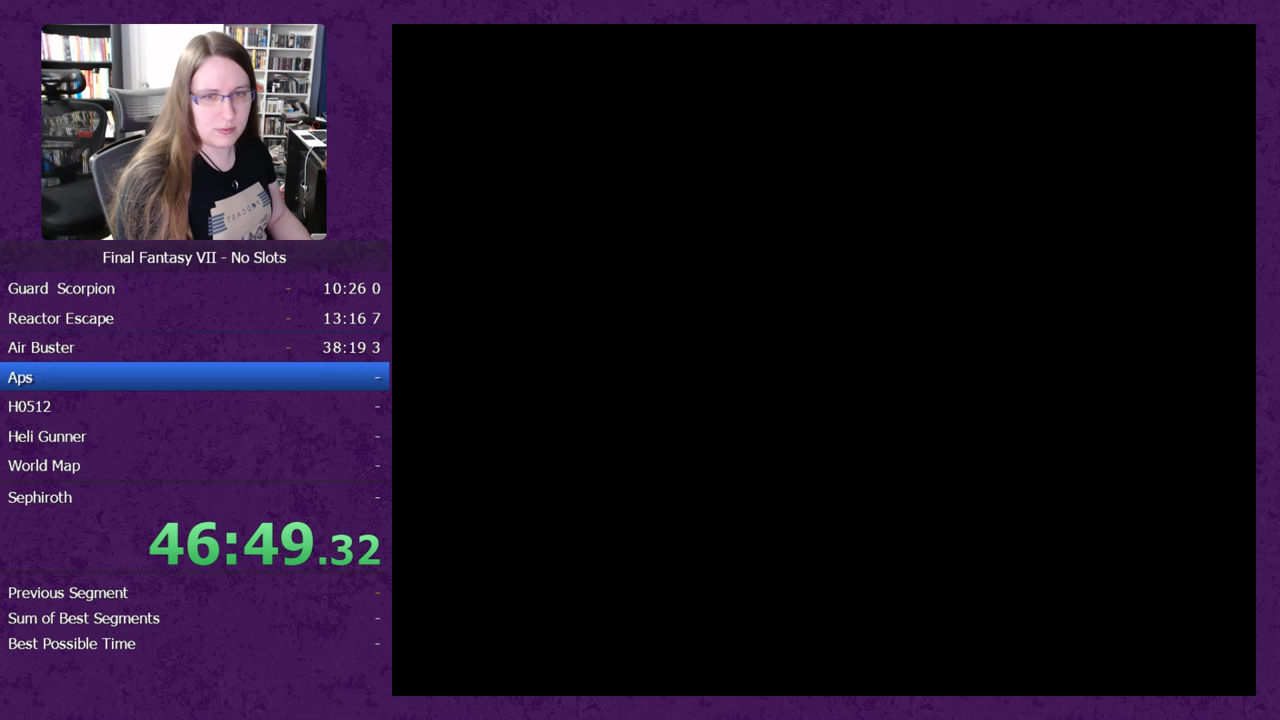 Final Fantasy VII - No Slots
Guard Scorpion - 10:26 0
Reactor Escape - 13:16 7
Air Buster - 38:19 3
Aps -
H0512 -
Heli Gunner -
World Map -
Sephiroth -
46:49.32
Previous Segment -
Sum of Best Segments -
Best Possible Time -